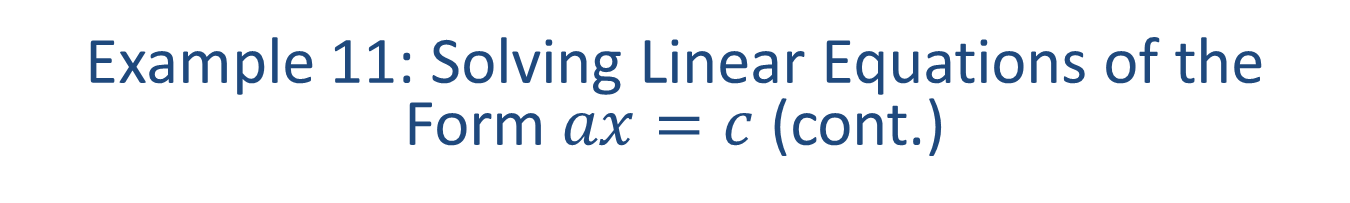 Example 11: Solving Linear Equations of the
Form ax = c (cont.)